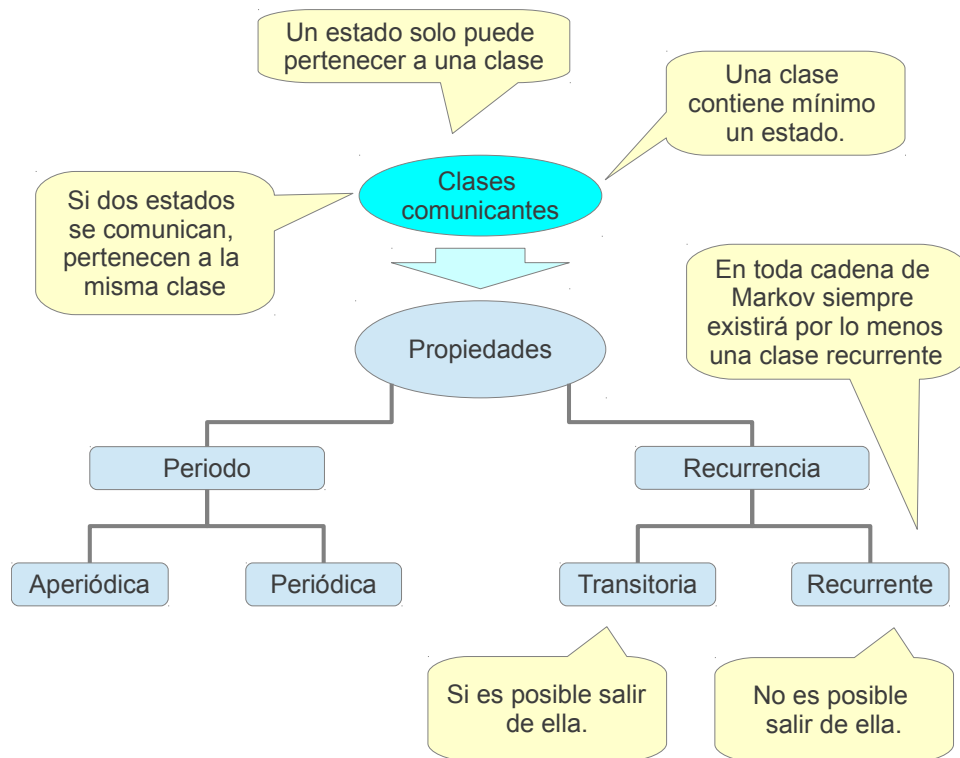 Un estado solo puede
pertenecer a una clase
Una clase
contiene mínimo
un estado.
Clases
comunicantes
Si dos estados
se comunican,
pertenecen a la
misma clase
En toda cadena de
Markov siempre
existirá por lo menos
una clase recurrente
Propiedades
Periodo
Recurrencia
Aperiódica
Periódica
Transitoria
Recurrente
Si es posible salir
de ella.
No es posible
salir de ella.